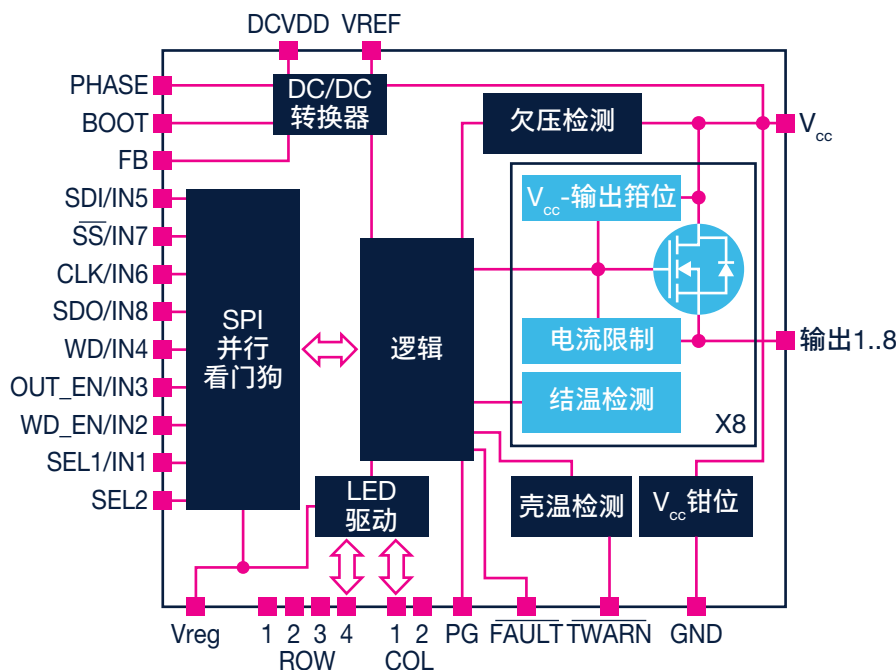 DCVDD VREF
PHASE
BOOT
FB
SDI/IN5
SS/IN7
CLK/IN6
SDO/IN8
WD/IN4
OUT_EN/IN3
WD_EN/IN2
SEL1/IN1
SEL2
DC/DC
转换器
欠压检测
Vcc
Vcc-输出箝位
SPI
并行
看门狗
逻辑
电流限制
输出1..8
结温检测
X8
LED
驱动
壳温检测
Vcc钳位
Vreg 1 2 3 4 1 2 PG FAULT TWARN GND
ROW COL